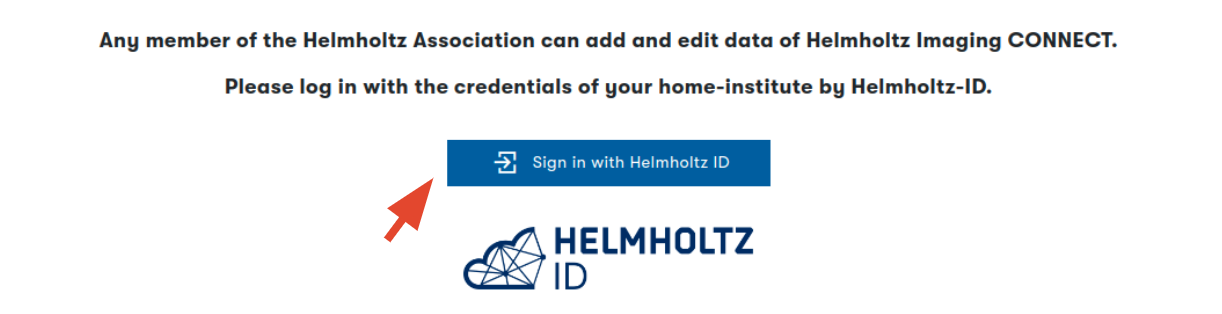 Any member of the Helmholtz Association can add and edit data of Helmholtz Imaging CONNECT.
Please log in with the credentials of your home-institute by Helmholtz-ID.
Sign in with Helmholtz ID
HELMHOLTZ
ID